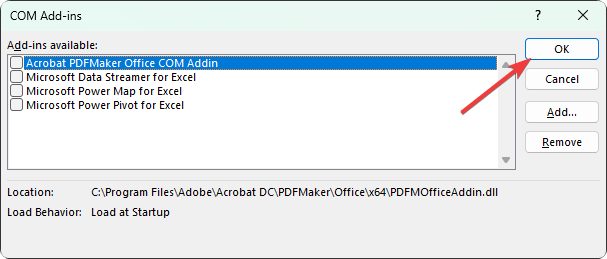 COM Add-ins
?
Add-ins available:
Acrobat PDFMaker Office COM Addin
Microsoft Data Streamer for Excel
Microsoft Power Map for Excel
Microsoft Power Pivot for Excel
OK
Cancel
Add...
Remove
Location: C:\Program Files\Adobe\Acrobat DC\PDFMaker\Office\x64\PDFMOfficeAddin.dll
Load Behavior: Load at Startup